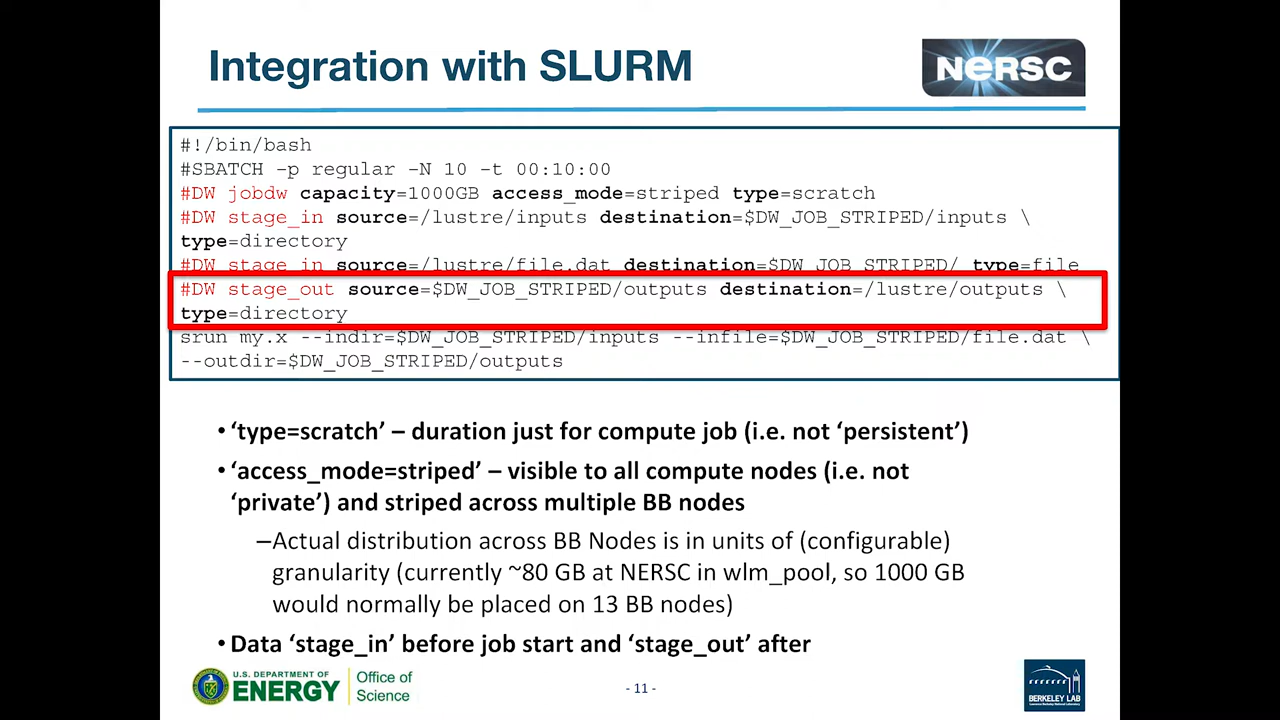 Integration with SLURM
NERSC
#!/bin/bash
#SBATCH -p regular -N 10 -t 00:10:00
#DW jobdw capacity=1000GB access_mode=striped type=scratch
#DW stage_in source=/lustre/inputs destination=$DW_JOB_STRIPED/inputs \
type=directory
#DW stage_in source=/lustre/file.dat destination=$DW_JOB_STRIPED/ type=file
#DW stage_out source=$DW_JOB_STRIPED/outputs destination=/lustre/outputs \
type=directory
srun my.x --indir=$DW_JOB_STRIPED/inputs --infile=$DW_JOB_STRIPED/file.dat \
--outdir=$DW_JOB_STRIPED/outputs
• ‘type=scratch’ – duration just for compute job (i.e. not ‘persistent’)
• ‘access_mode=striped’ – visible to all compute nodes (i.e. not
‘private’) and striped across multiple BB nodes
–Actual distribution across BB Nodes is in units of (configurable)
granularity (currently ~80 GB at NERSC in wlm_pool, so 1000 GB
would normally be placed on 13 BB nodes)
• Data ‘stage_in’ before job start and ‘stage_out’ after
U.S. DEPARTMENT OF
ENERGY
Office of
Science
- 11 -
BERKELEY LAB